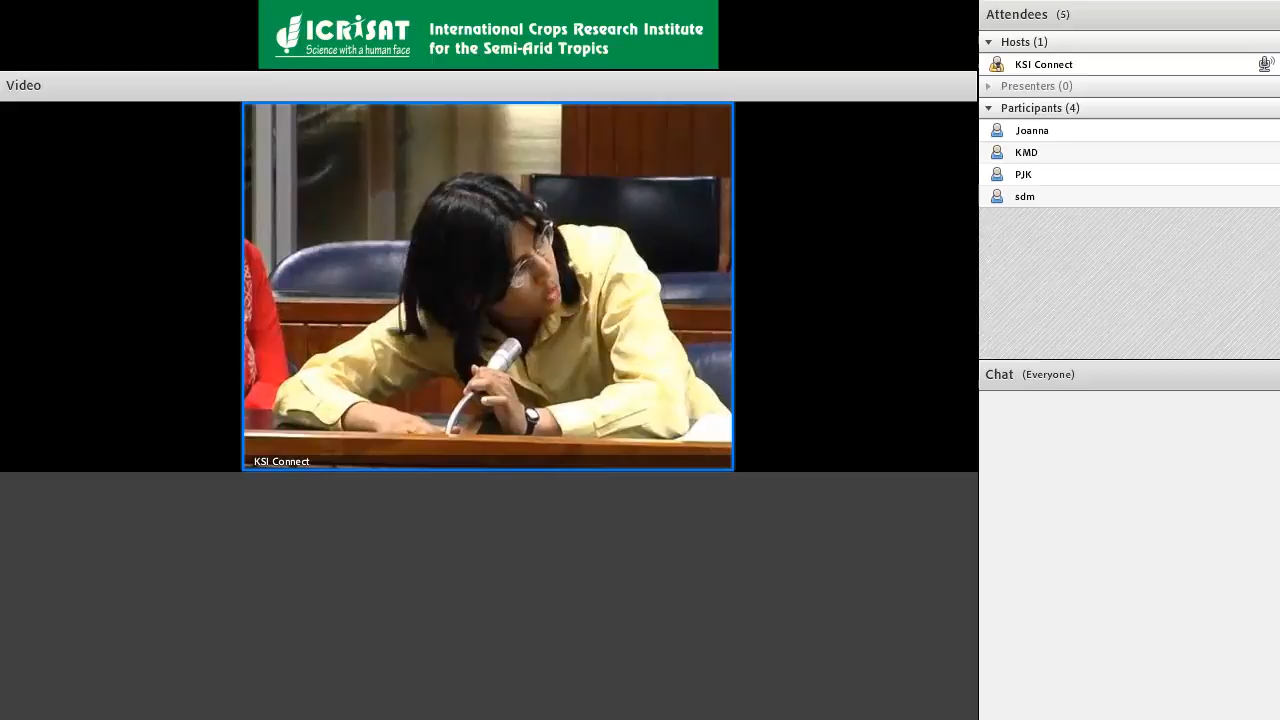 ICRISAT
Science with a human face
International Crops Research Institute
for the Semi-Arid Tropics
Video
KSI Connect
Attendees (5)
Hosts (1)
KSI Connect
Presenters (0)
Participants (4)
Joanna
KMD
PJK
sdm
Chat (Everyone)